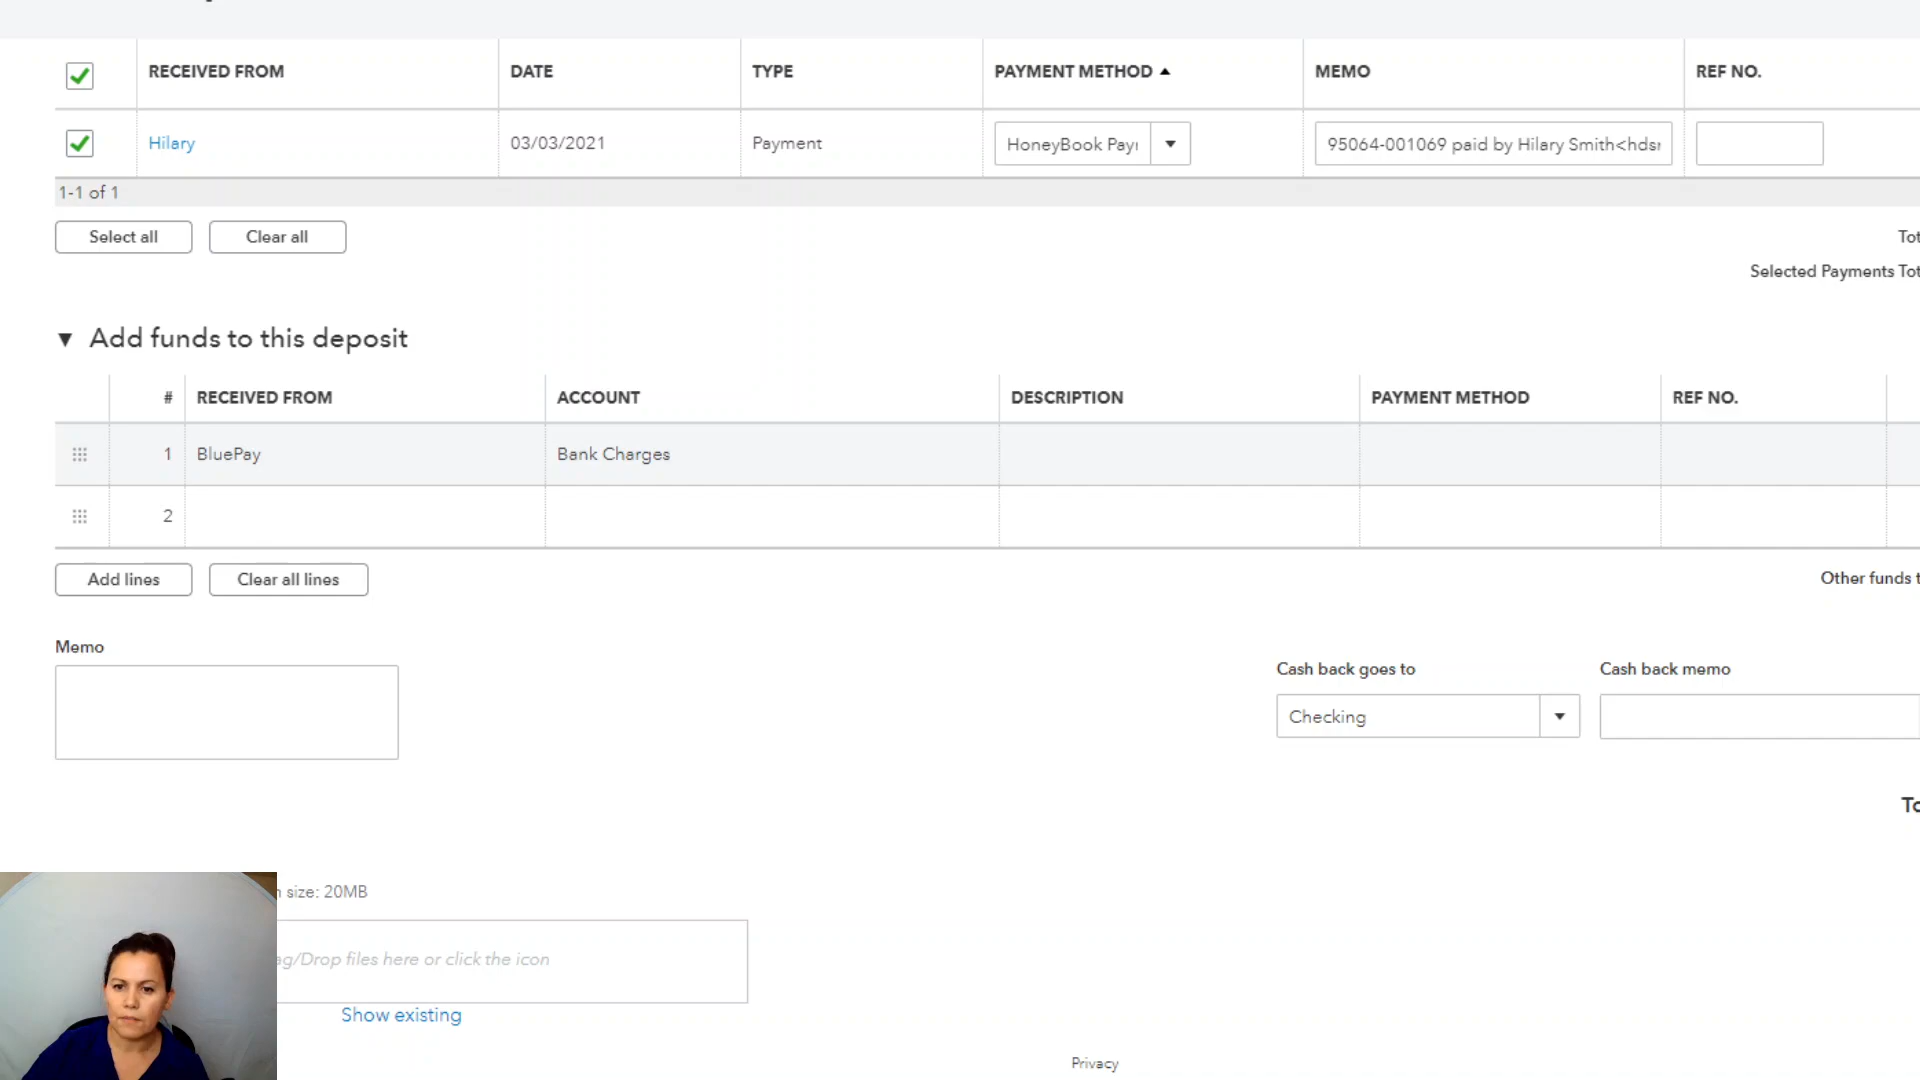 RECEIVED FROM DATE TYPE PAYMENT METHOD MEMO REF NO.
Hilary 03/03/2021 Payment HoneyBook Pay 95064-001069 paid by Hilary Smith<hds
1-1 of 1
Select all Clear all
Selected Payments
Add funds to this deposit
# RECEIVED FROM ACCOUNT DESCRIPTION PAYMENT METHOD REF NO.
1 BluePay Bank Charges
2
Add lines Clear all lines Other funds
Memo
Cash back goes to Cash back memo
Checking
size: 20MB
/Drop files here or click the icon
Show existing
Privacy